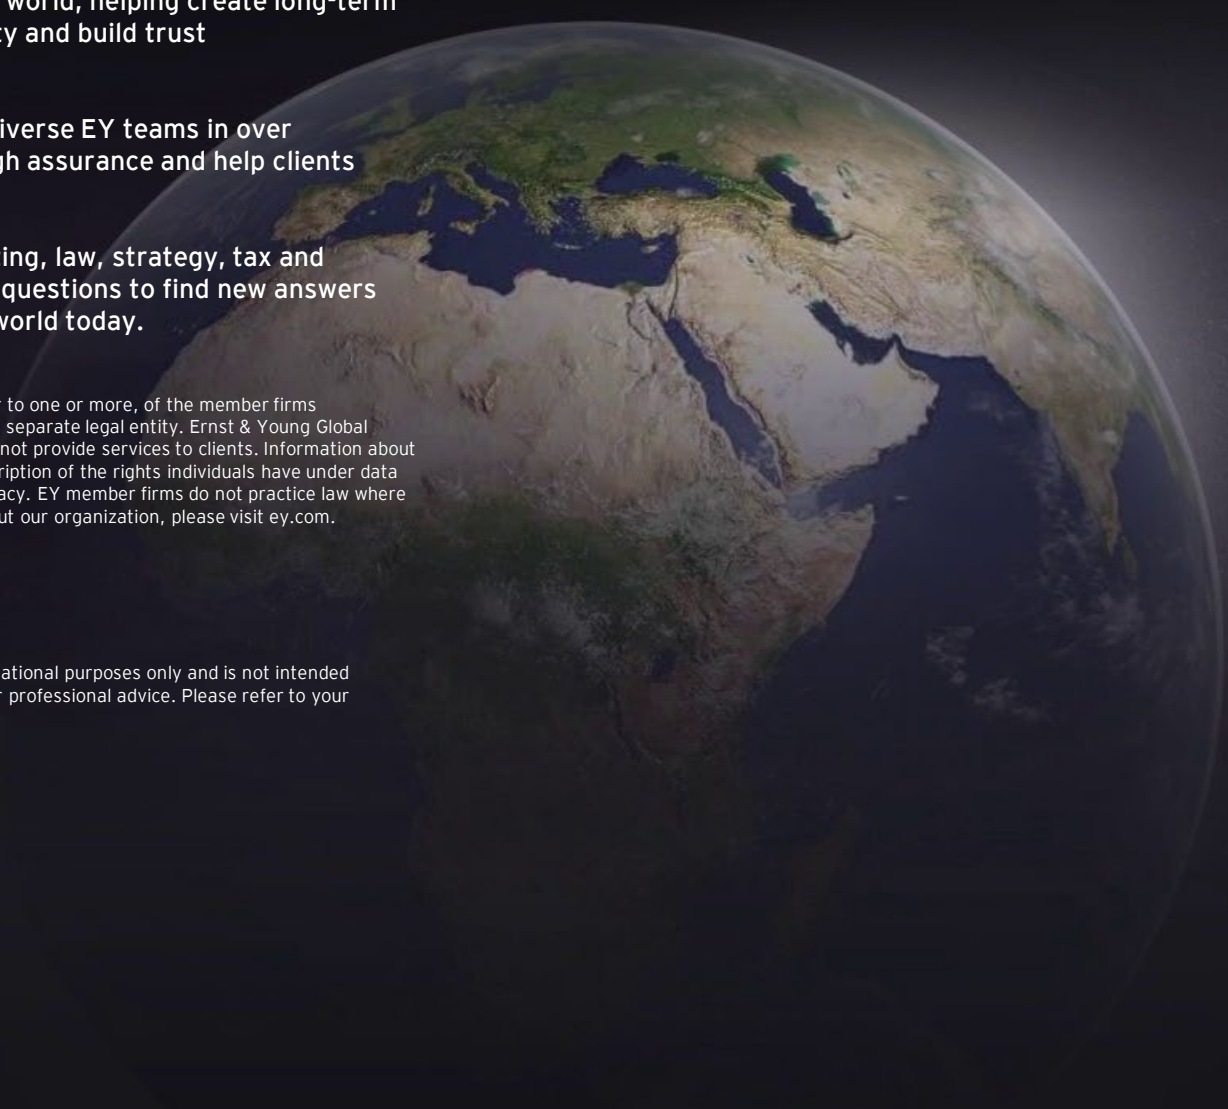 world, helping create long-term
ty and build trust
iverse EY teams in over
gh assurance and help clients
ting, law, strategy, tax and
questions to find new answers
world today.
r to one or more, of the member firms
separate legal entity. Ernst & Young Global
not provide services to clients. Information about
ription of the rights individuals have under data
acy. EY member firms do not practice law where
ut our organization, please visit ey.com.
ational purposes only and is not intended
r professional advice. Please refer to your